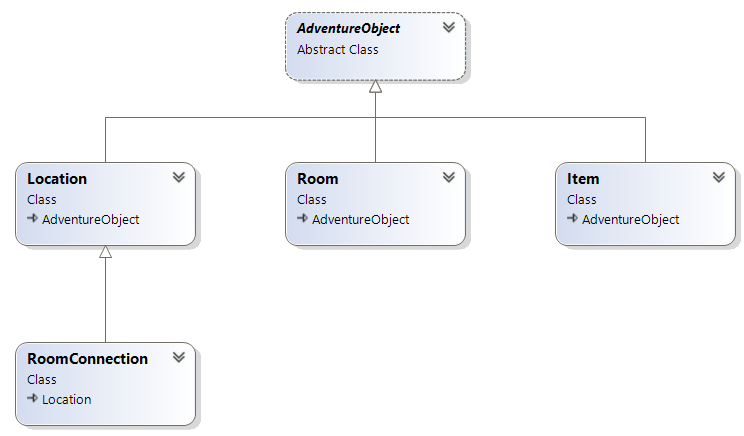 AdventureObject
Abstract Class
Location
Class
AdventureObject
Room
Class
AdventureObject
Item
Class
AdventureObject
RoomConnection
Class
Location